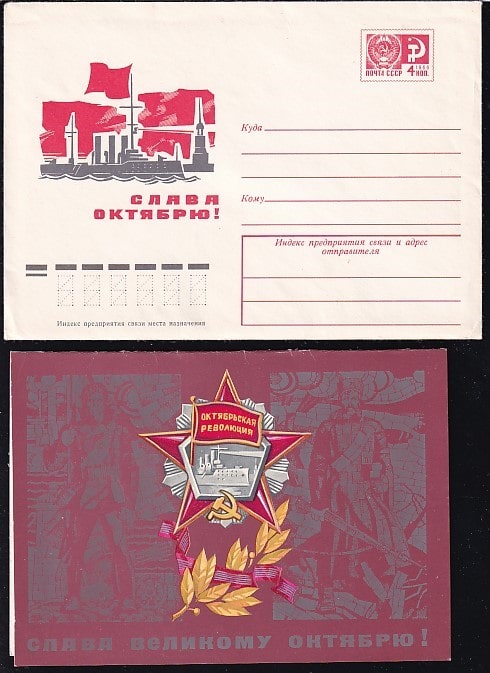 1966
ПОЧТА СССР 4 КОП.
СЛАВА
ОКТЯБРЮ!
Куда
Кому
Индекс предприятия связи и адрес
отправителя
Индекс предприятия связи места назначения
ОКТЯБРЬСКАЯ
РЕВОЛЮЦИЯ
СЛАВА ВЕЛИКОМУ ОКТЯБРЮ!